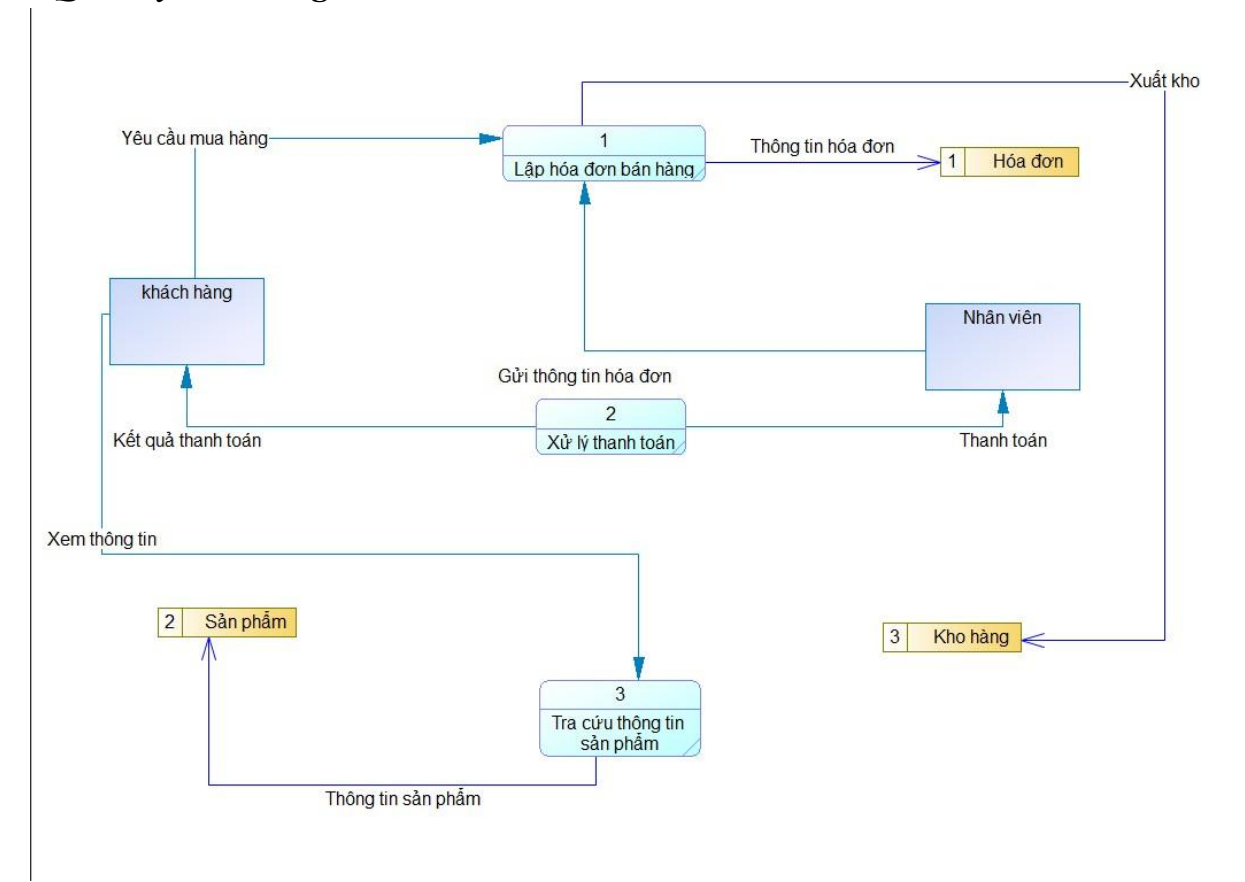 Xuất kho
Yêu cầu mua hàng
1
Lập hóa đơn bán hàng
Thông tin hóa đơn
1 Hóa đơn
khách hàng
Nhân viên
Gửi thông tin hóa đơn
2
Xử lý thanh toán
Kết quả thanh toán
Thanh toán
Xem thông tin
2 Sản phẩm
3 Kho hàng
3
Tra cứu thông tin
sản phẩm
Thông tin sản phẩm